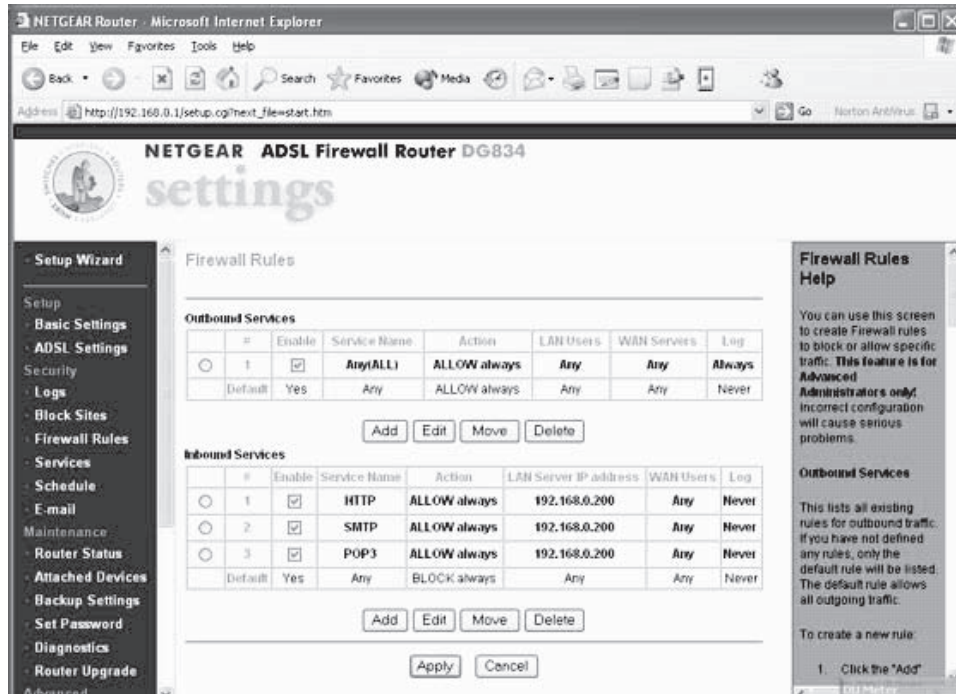 NETGEAR Router - Microsoft Internet Explorer
File Edit View Favorites Tools Help
Back Search Favorites Media
Address http://192.168.0.1/setup.cgi?next_file=start.htm Go Norton AntiVirus
NETGEAR ADSL Firewall Router DG834
settings
Setup Wizard
Setup
Basic Settings
ADSL Settings
Security
Logs
Block Sites
Firewall Rules
Services
Schedule
E-mail
Maintenance
Router Status
Attached Devices
Backup Settings
Set Password
Diagnostics
Router Upgrade
Advanced
Firewall Rules
Outbound Services
# Enable Service Name Action LAN Users WAN Servers Log
1 Any(ALL) ALLOW always Any Any Always
Default Yes Any ALLOW always Any Any Never
Add Edit Move Delete
Inbound Services
# Enable Service Name Action LAN Server IP address WAN Users Log
1 HTTP ALLOW always 192.168.0.200 Any Never
2 SMTP ALLOW always 192.168.0.200 Any Never
3 POP3 ALLOW always 192.168.0.200 Any Never
Default Yes Any BLOCK always Any Any Never
Add Edit Move Delete
Apply Cancel
Firewall Rules
Help
You can use this screen
to create Firewall rules
to block or allow specific
traffic. This feature is for
Advanced
Administrators only!
Incorrect configuration
will cause serious
problems.
Outbound Services
This lists all existing
rules for outbound traffic.
If you have not defined
any rules, only the
default rule will be listed.
The default rule allows
all outgoing traffic.
To create a new rule:
1. Click the "Add"